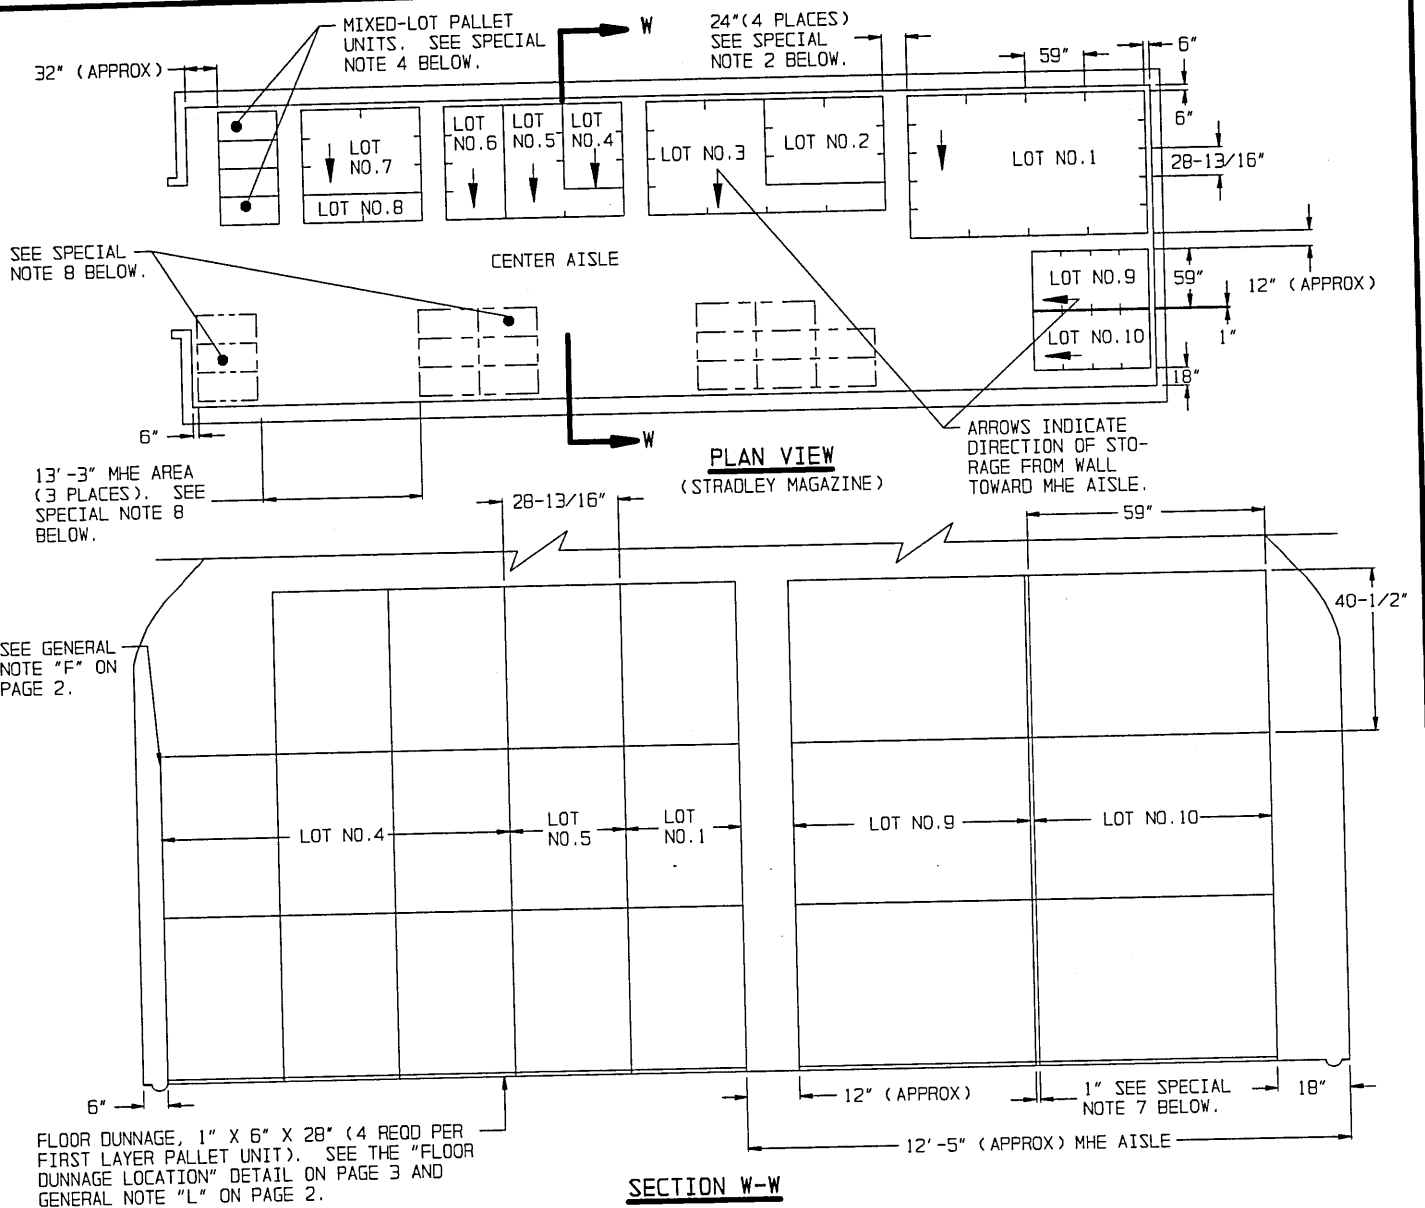 MIXED-LOT PALLET
UNITS. SEE SPECIAL
NOTE 4 BELOW.
W
24"(4 PLACES)
SEE SPECIAL
NOTE 2 BELOW.
6"
59"
32" (APPROX)
6"
LOT
NO.7
LOT NO.8
LOT
NO.6
LOT
NO.5
LOT
NO.4
LOT NO.3
LOT NO.2
LOT NO.1
28-13/16"
SEE SPECIAL
NOTE 8 BELOW.
CENTER AISLE
LOT NO.9
59"
12" (APPROX)
LOT NO.10
1"
18"
6"
W
13'-3" MHE AREA
(3 PLACES). SEE
SPECIAL NOTE 8
BELOW.
PLAN VIEW
(STRADLEY MAGAZINE)
ARROWS INDICATE
DIRECTION OF STO-
RAGE FROM WALL
TOWARD MHE AISLE.
28-13/16"
59"
40-1/2"
SEE GENERAL
NOTE "F" ON
PAGE 2.
LOT NO.4
LOT
NO.5
LOT
NO.1
LOT NO.9
LOT NO.10
6"
12" (APPROX)
1" SEE SPECIAL
NOTE 7 BELOW.
18"
12'-5" (APPROX) MHE AISLE
FLOOR DUNNAGE, 1" X 6" X 28" (4 REQD PER
FIRST LAYER PALLET UNIT). SEE THE "FLOOR
DUNNAGE LOCATION" DETAIL ON PAGE 3 AND
GENERAL NOTE "L" ON PAGE 2.
SECTION W-W